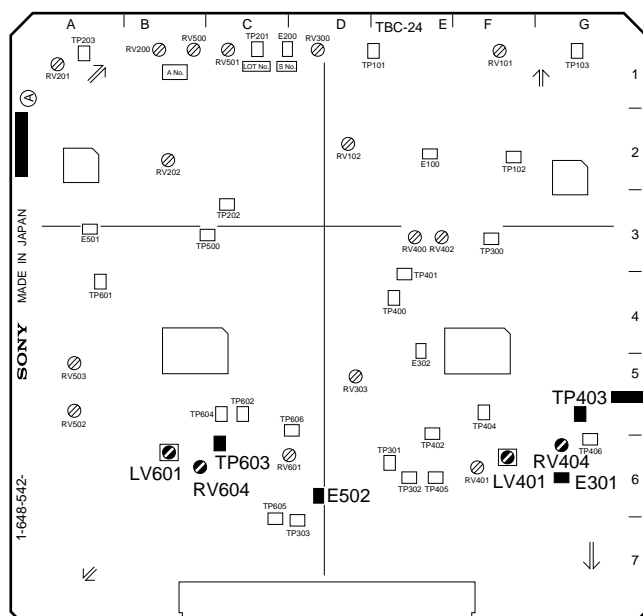 A B C D TBC-24 E F G
TP203 RV200 RV500 TP201 E200 RV300
RV201 RV501 TP101 RV101 TP103
A No. LOT No. S No.
1
A
2
RV102
E100 TP102
RV202
TP202
3
E501 TP500 RV400 RV402 TP300
TP401
TP601 TP400
4
E302
5
RV503 RV303
TP604 TP602 TP403
RV502 TP606 TP404
TP402 TP406
LV601 TP603 RV601 TP301 RV401 LV401 RV404
RV604 E502 TP302 TP405 E301
6
TP605 TP303
7
SONY MADE IN JAPAN
1-648-542-